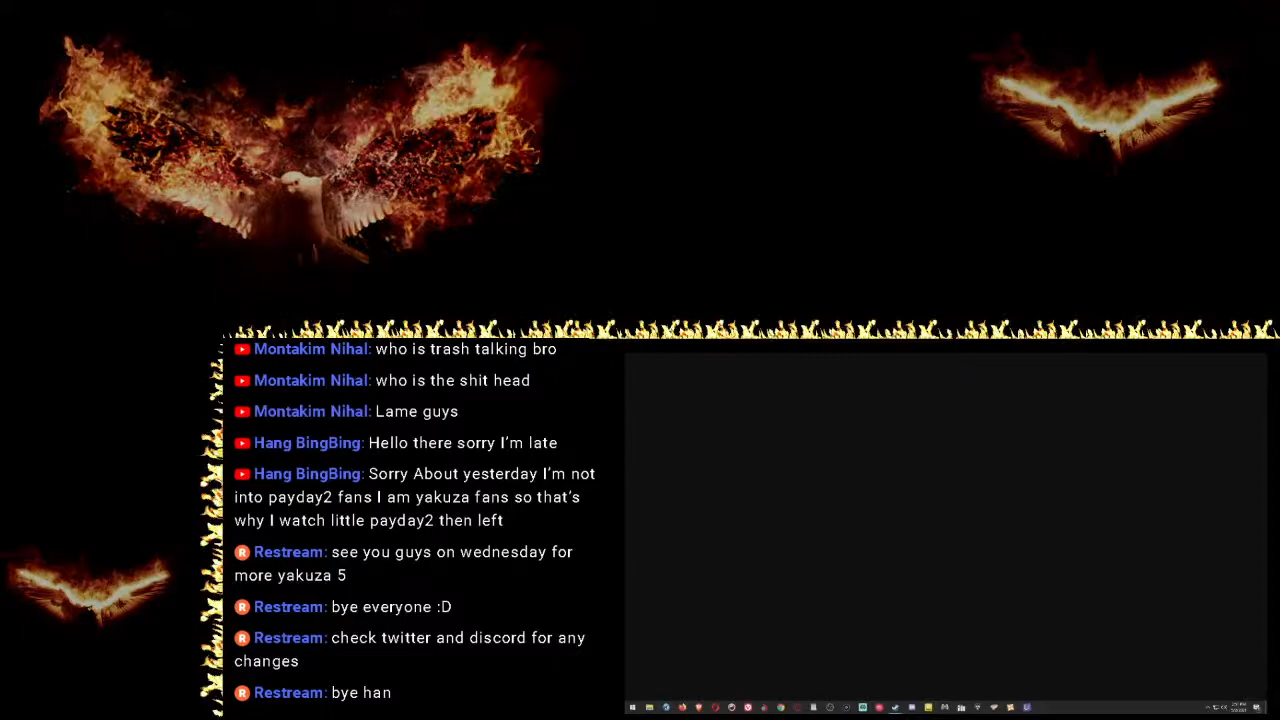 Montakim Nihal: who is trash talking bro
Montakim Nihal: who is the shit head
Montakim Nihal: Lame guys
Hang BingBing: Hello there sorry I'm late
Hang BingBing: Sorry About yesterday I'm not
into payday2 fans I am yakuza fans so that's
why I watch little payday2 then left
Restream: see you guys on wednesday for
more yakuza 5
Restream: bye everyone :D
Restream: check twitter and discord for any
changes
Restream: bye han